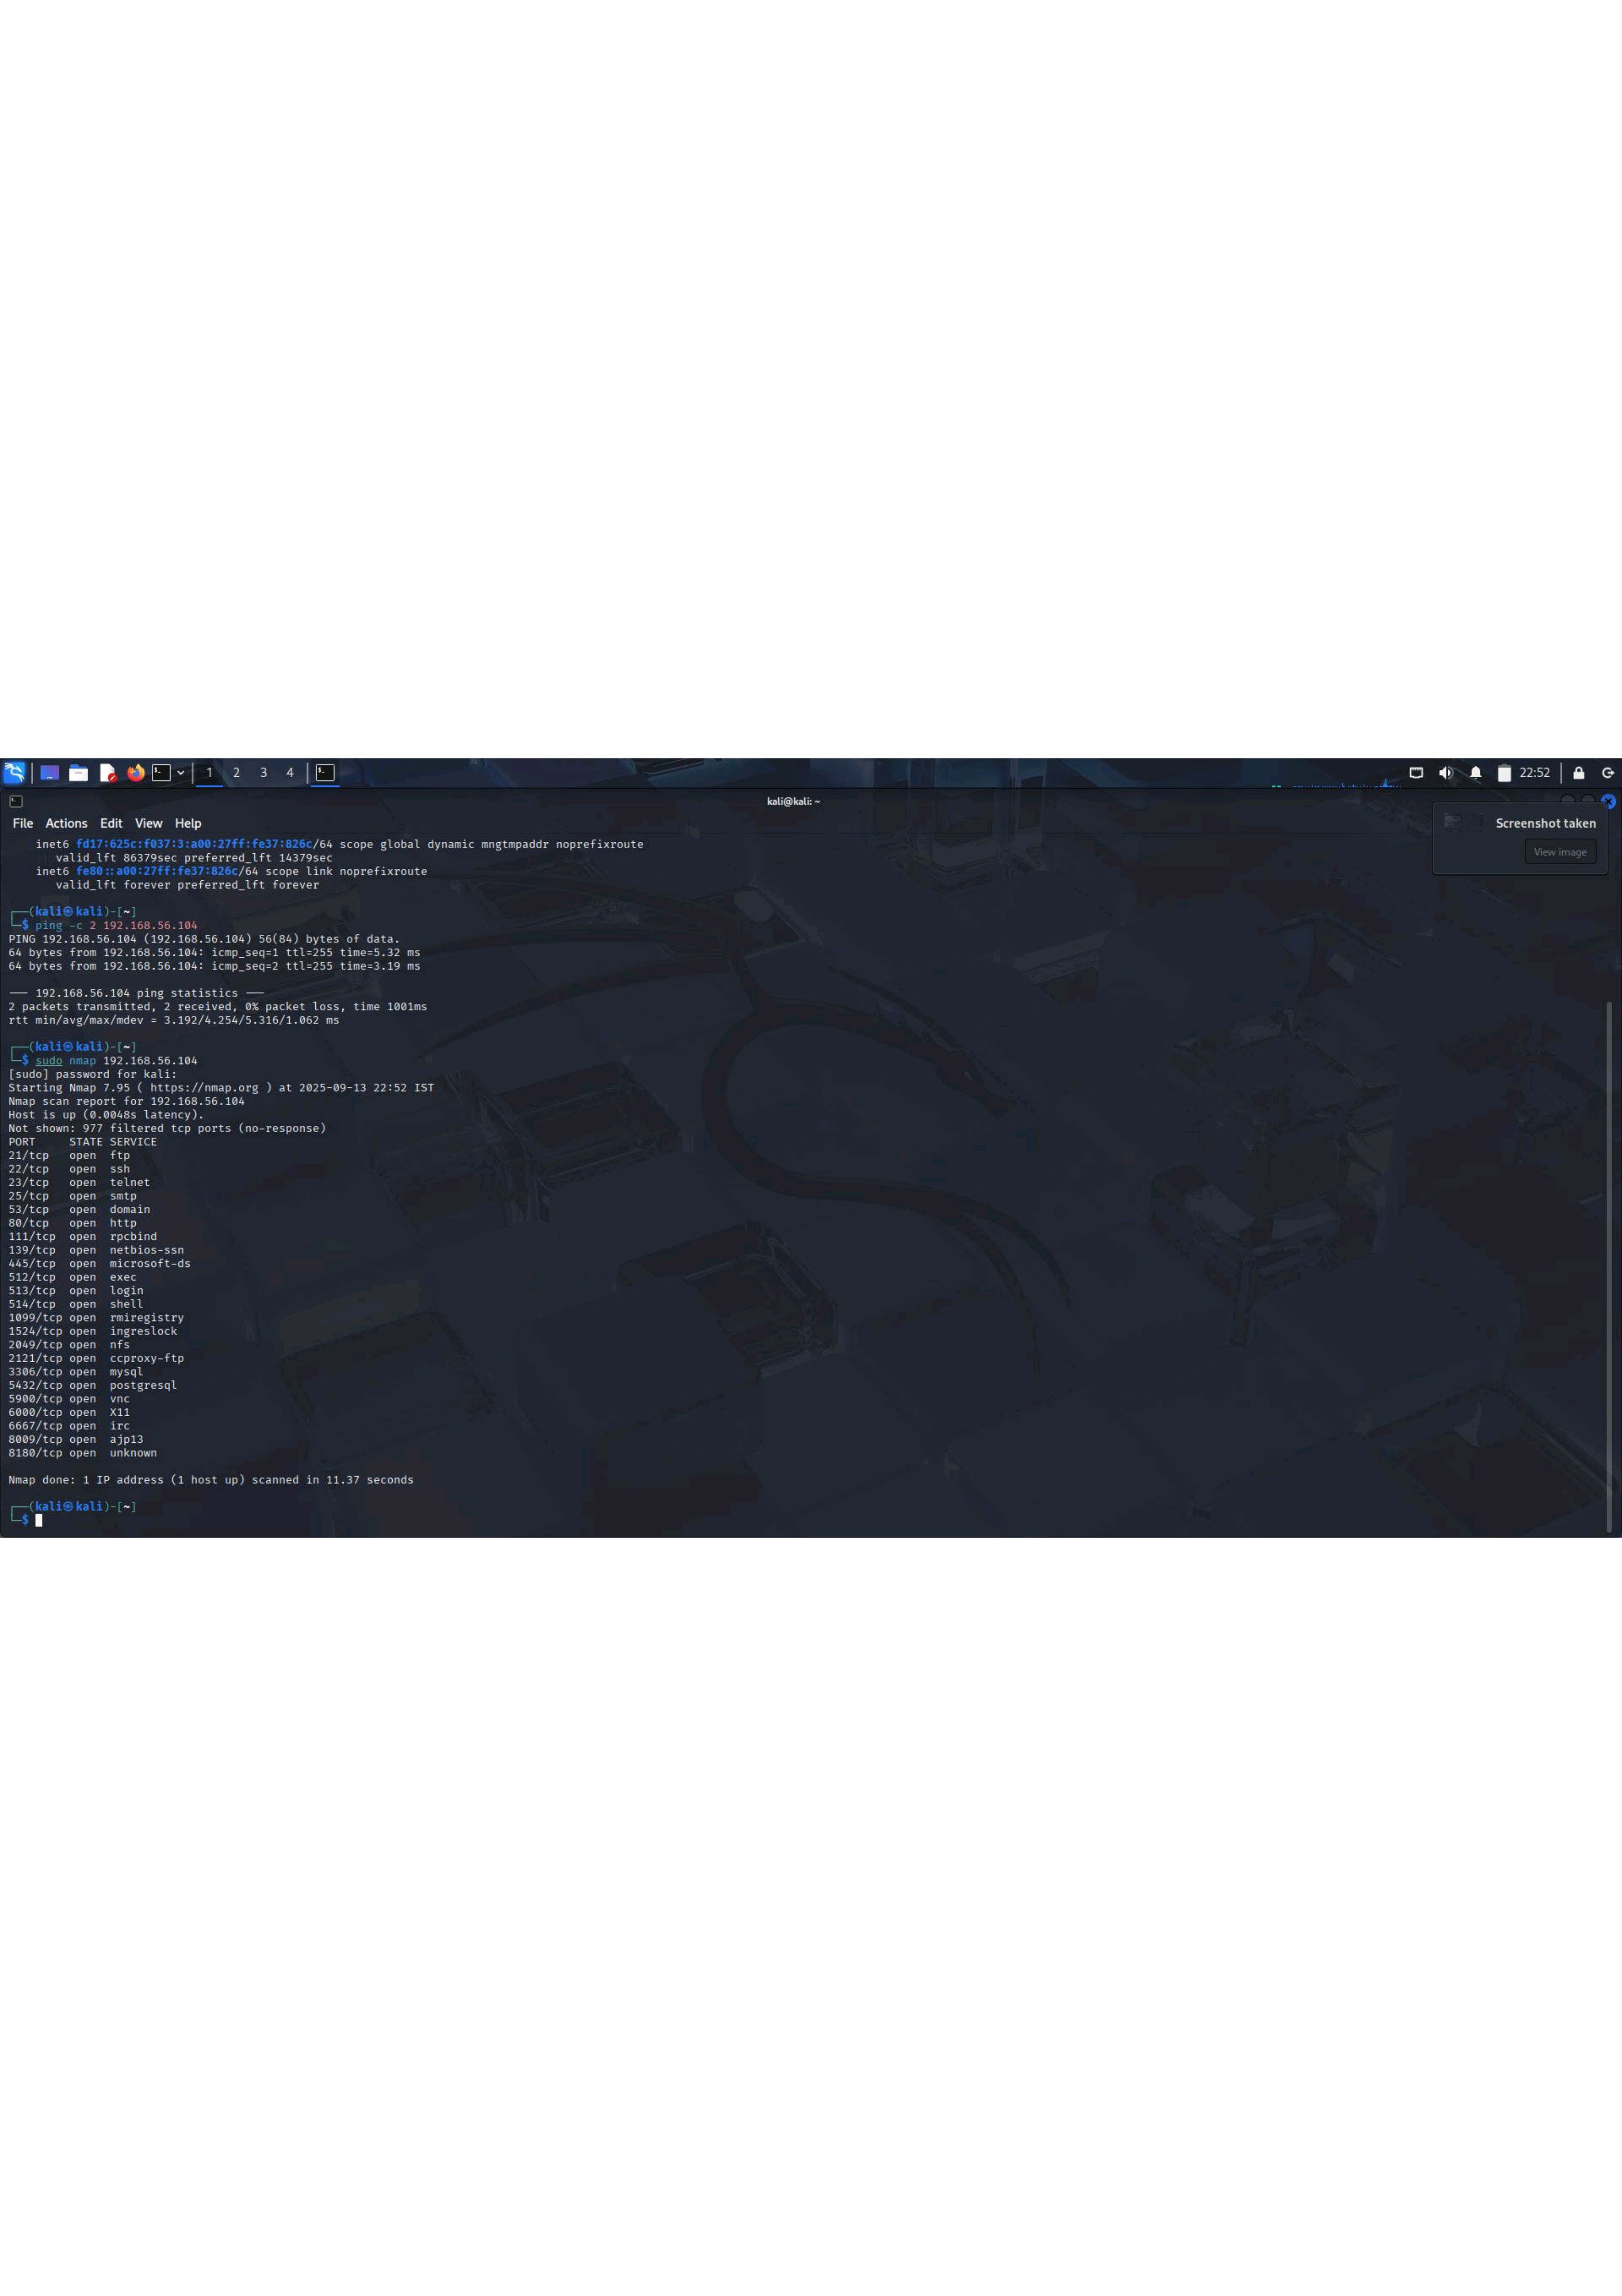 1 2 3 4
22:52
kali@kali: ~
File Actions Edit View Help
Screenshot taken
View image
inet6 fd17:625c:f037:3:a00:27ff:fe37:826c/64 scope global dynamic mngtmpaddr noprefixroute
valid_lft 86379sec preferred_lft 14379sec
inet6 fe80::a00:27ff:fe37:826c/64 scope link noprefixroute
valid_lft forever preferred_lft forever
┌──(kali㉿kali)-[~]
└─$ ping -c 2 192.168.56.104
PING 192.168.56.104 (192.168.56.104) 56(84) bytes of data.
64 bytes from 192.168.56.104: icmp_seq=1 ttl=255 time=5.32 ms
64 bytes from 192.168.56.104: icmp_seq=2 ttl=255 time=3.19 ms
--- 192.168.56.104 ping statistics ---
2 packets transmitted, 2 received, 0% packet loss, time 1001ms
rtt min/avg/max/mdev = 3.192/4.254/5.316/1.062 ms
┌──(kali㉿kali)-[~]
└─$ sudo nmap 192.168.56.104
[sudo] password for kali:
Starting Nmap 7.95 ( https://nmap.org ) at 2025-09-13 22:52 IST
Nmap scan report for 192.168.56.104
Host is up (0.0048s latency).
Not shown: 977 filtered tcp ports (no-response)
PORT STATE SERVICE
21/tcp open ftp
22/tcp open ssh
23/tcp open telnet
25/tcp open smtp
53/tcp open domain
80/tcp open http
111/tcp open rpcbind
139/tcp open netbios-ssn
445/tcp open microsoft-ds
512/tcp open exec
513/tcp open login
514/tcp open shell
1099/tcp open rmiregistry
1524/tcp open ingreslock
2049/tcp open nfs
2121/tcp open ccproxy-ftp
3306/tcp open mysql
5432/tcp open postgresql
5900/tcp open vnc
6000/tcp open X11
6667/tcp open irc
8009/tcp open ajp13
8180/tcp open unknown
Nmap done: 1 IP address (1 host up) scanned in 11.37 seconds
┌──(kali㉿kali)-[~]
└─$